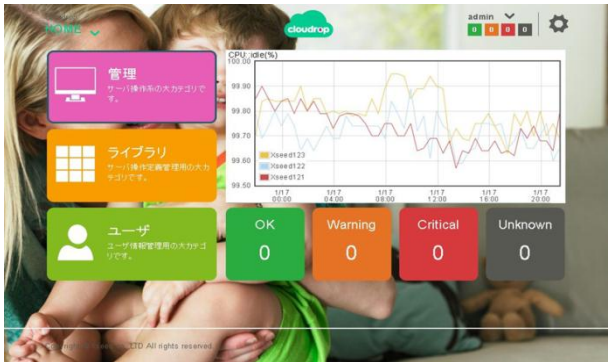 HOME
cloudrop
admin
0 0 0 0
管理
サーバ操作系の大カテゴリで
す。
ライブラリ
サーバ操作定義管理用の大カ
テゴリです。
ユーザ
ユーザ情報管理用の大カテゴ
リです。
CPU::idle(%)
100.00
99.90
99.80
99.70
99.60
99.50
Xseed123
Xseed122
Xseed121
1/17 1/17 1/17 1/17 1/17 1/17
00:00 04:00 08:00 12:00 16:00 20:00
OK
0
Warning
0
Critical
0
Unknown
0
LTD All rights reserved.